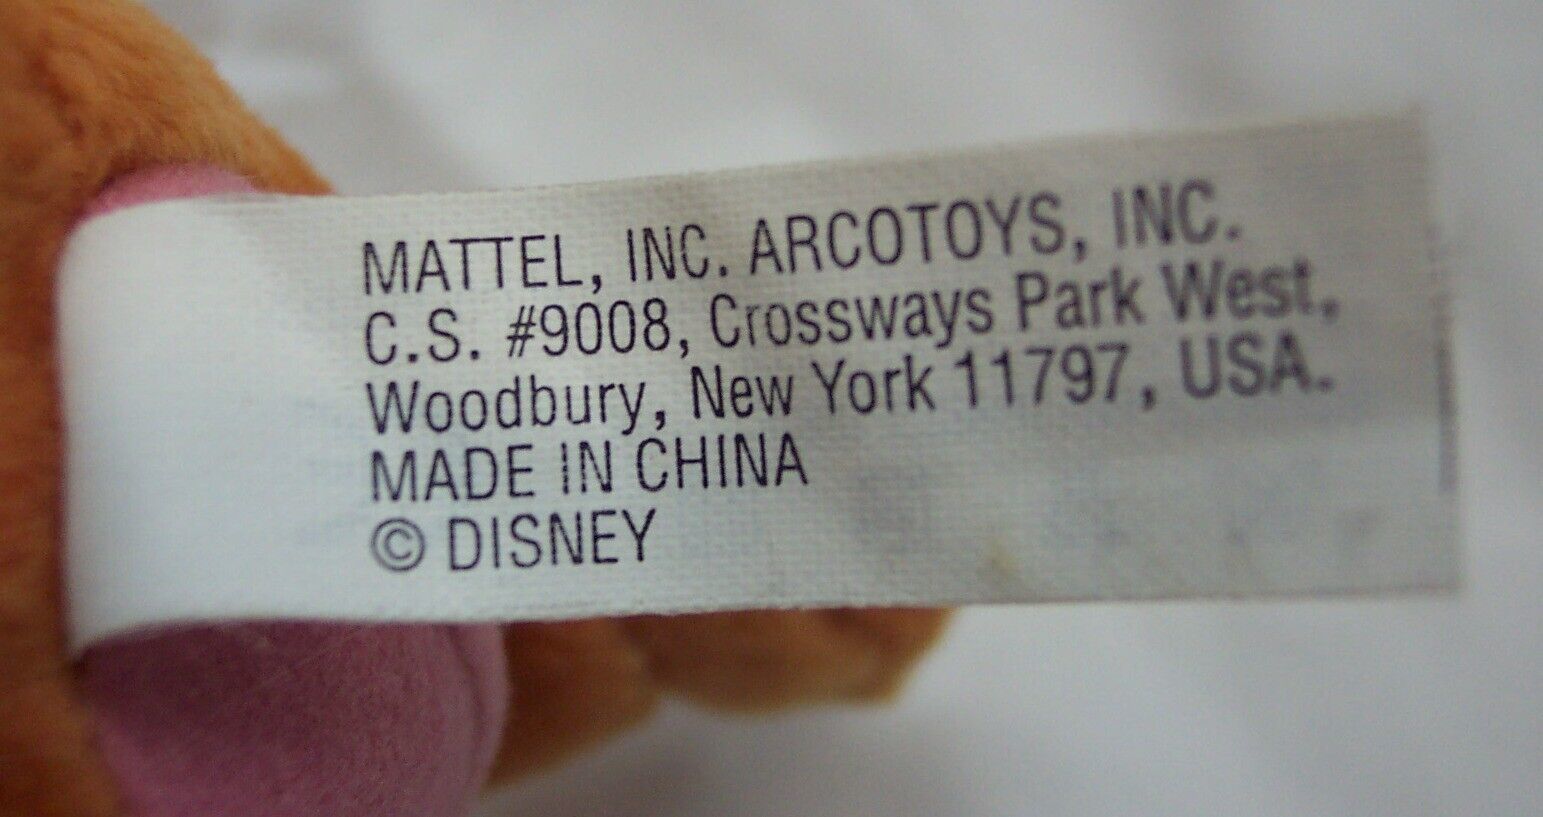 MATTEL, INC. ARCOTOYS, INC.
C.S. #9008, Crossways Park West,
Woodbury, New York 11797, USA.
MADE IN CHINA
© DISNEY